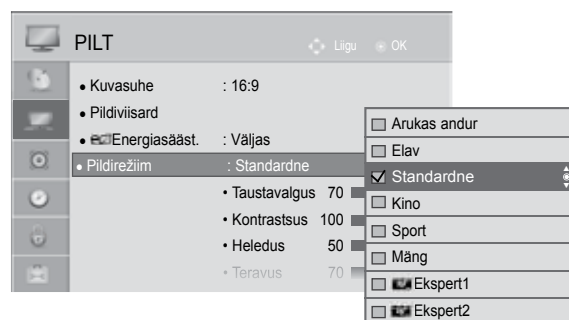 PILT
Liigu OK
• Kuvasuhe : 16:9
• Pildiviisard
• Energiasääst. : Väljas
• Pildirežiim : Standardne
• Taustavalgus 70
• Kontrastsus 100
• Heledus 50
• Teravus 70
Arukas andur
Elav
Standardne
Kino
Sport
Mäng
Ekspert1
Ekspert2